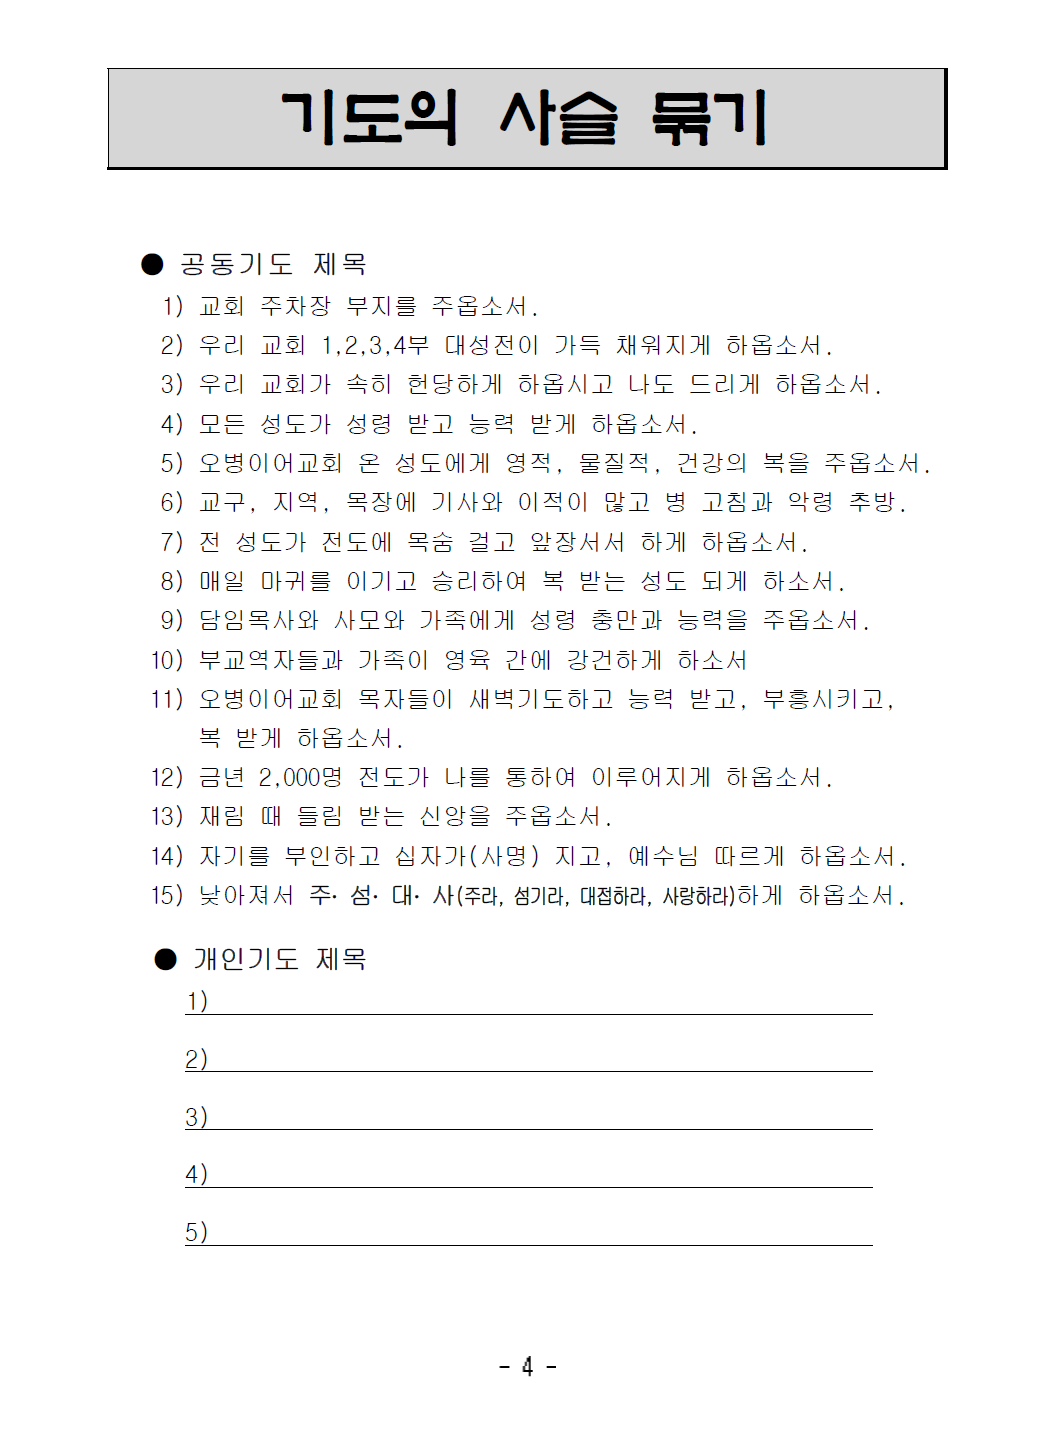 기도의 사슬 묶기
● 공동기도 제목
1) 교회 주차장 부지를 주옵소서.
2) 우리 교회 1,2,3,4부 대성전이 가득 채워지게 하옵소서.
3) 우리 교회가 속히 헌당하게 하옵시고 나도 드리게 하옵소서.
4) 모든 성도가 성령 받고 능력 받게 하옵소서.
5) 오병이어교회 온 성도에게 영적, 물질적, 건강의 복을 주옵소서.
6) 교구, 지역, 목장에 기사와 이적이 많고 병 고침과 악령 추방.
7) 전 성도가 전도에 목숨 걸고 앞장서서 하게 하옵소서.
8) 매일 마귀를 이기고 승리하여 복 받는 성도 되게 하소서.
9) 담임목사와 사모와 가족에게 성령 충만과 능력을 주옵소서.
10) 부교역자들과 가족이 영육 간에 강건하게 하소서
11) 오병이어교회 목자들이 새벽기도하고 능력 받고, 부흥시키고,
복 받게 하옵소서.
12) 금년 2,000명 전도가 나를 통하여 이루어지게 하옵소서.
13) 재림 때 들림 받는 신앙을 주옵소서.
14) 자기를 부인하고 십자가(사명) 지고, 예수님 따르게 하옵소서.
15) 낮아져서 주· 섬· 대· 사(주라, 섬기라, 대접하라, 사랑하라)하게 하옵소서.
● 개인기도 제목
1)
2)
3)
4)
5)
- 4 -